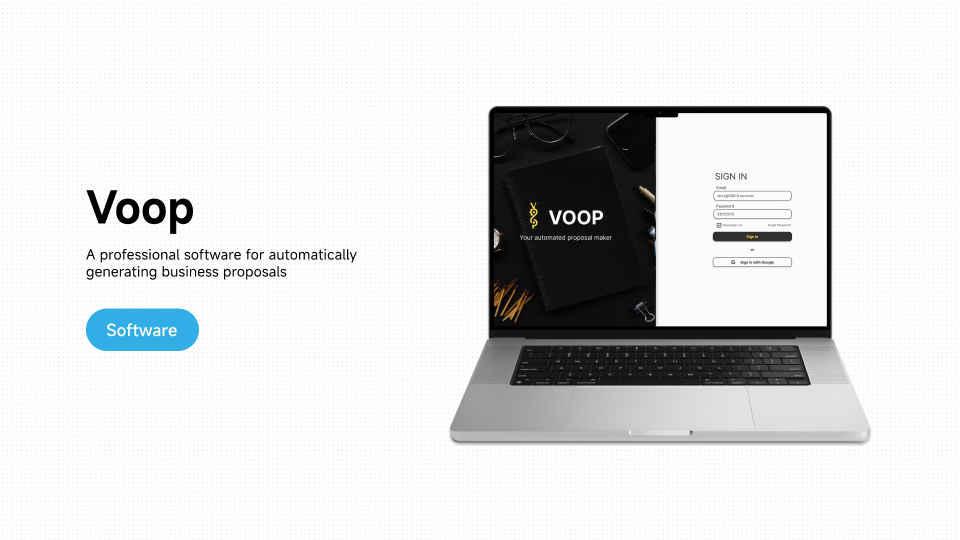 Voop
A professional software for automatically
generating business proposals
Software
VOOP
Your automated proposal maker
SIGN IN
Email
Password
Sign in
or
G Sign in with Google